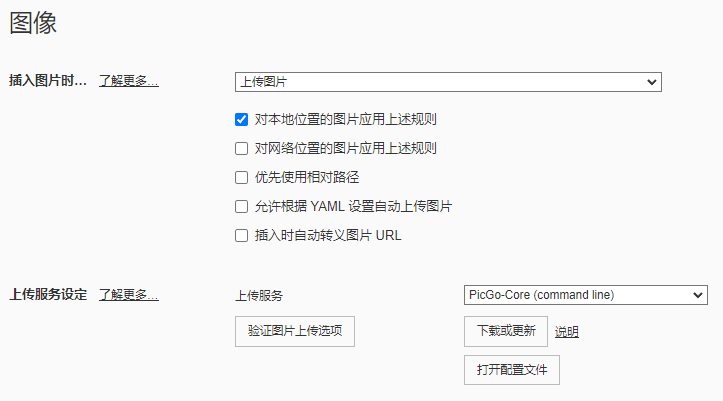 图像
插入图片时... 了解更多... 上传图片
对本地位置的图片应用上述规则
对网络位置的图片应用上述规则
优先使用相对路径
允许根据 YAML 设置自动上传图片
插入时自动转义图片 URL
上传服务设定 了解更多... 上传服务 PicGo-Core (command line)
验证图片上传选项 下载或更新 说明
打开配置文件